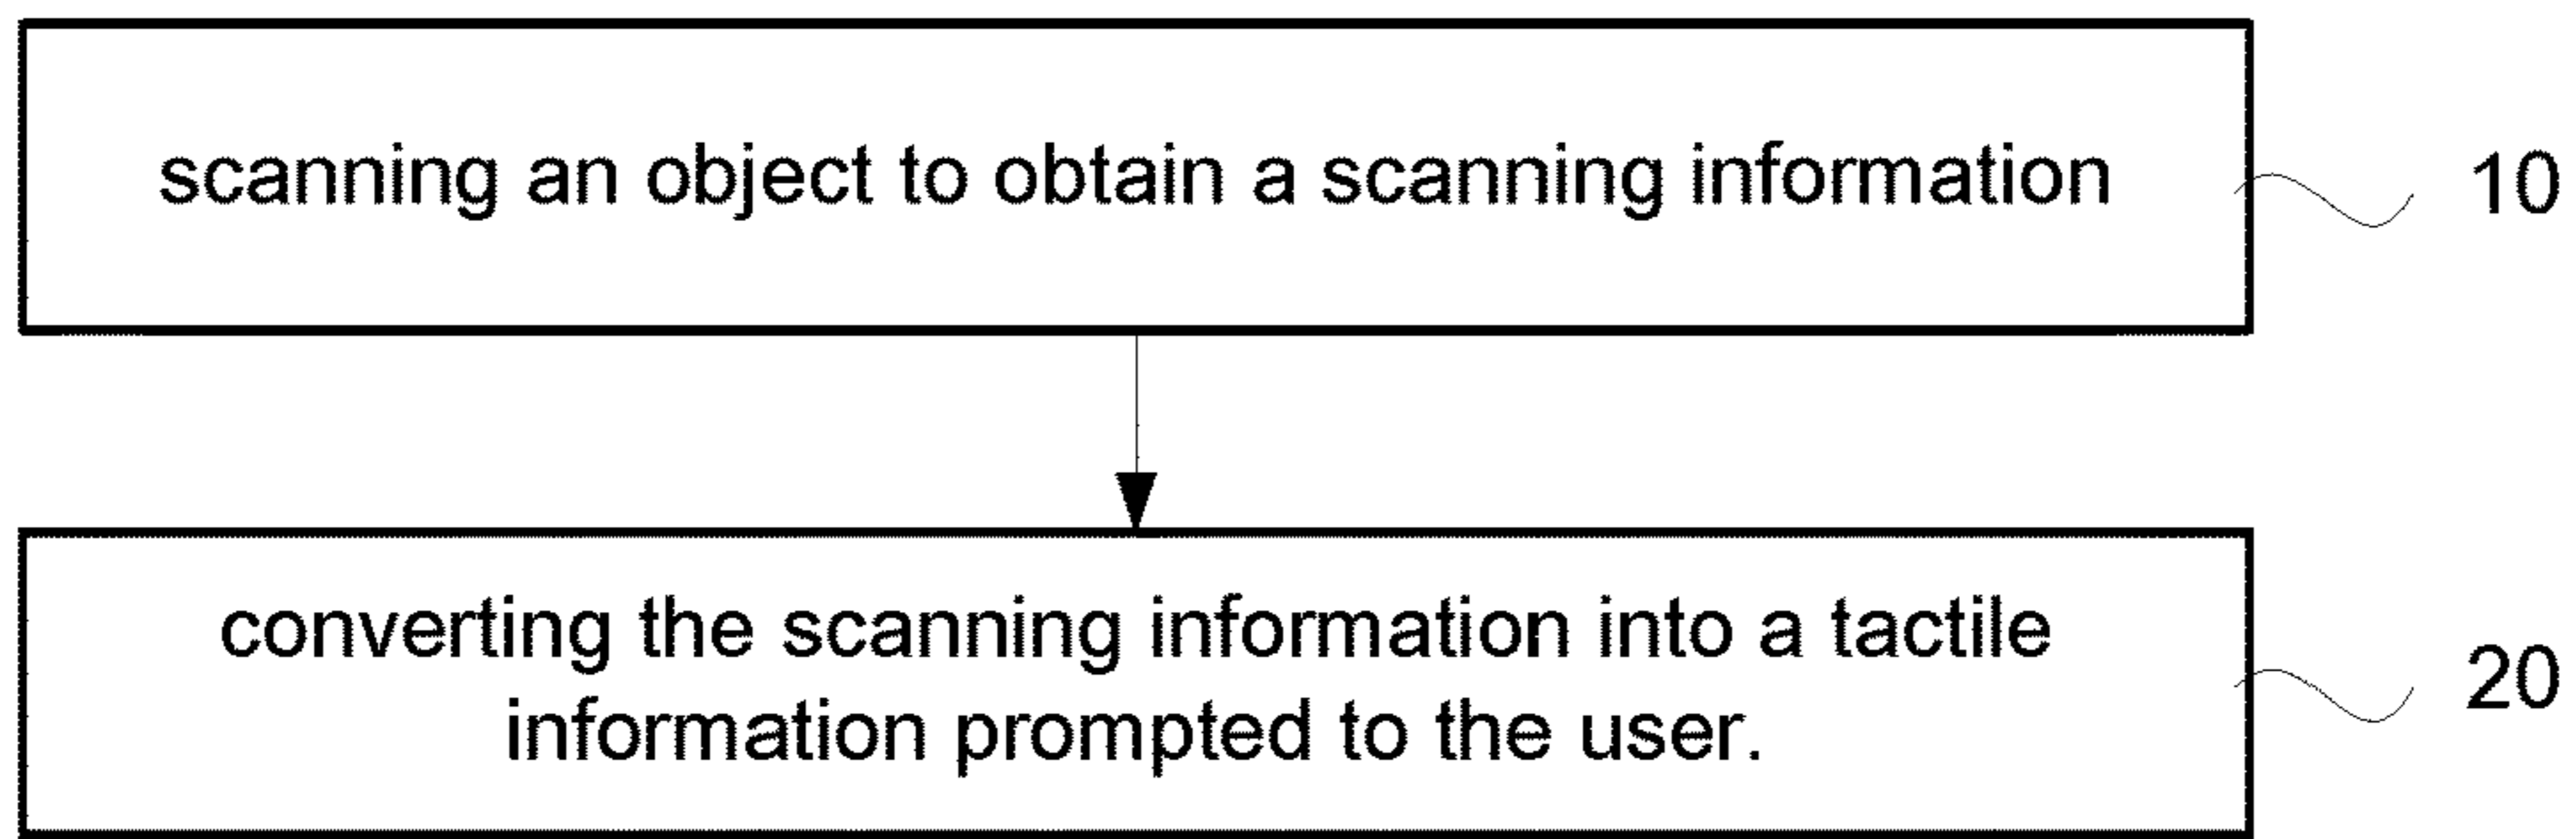 scanning an object to obtain a scanning information
10
converting the scanning information into a tactile
information prompted to the user.
20